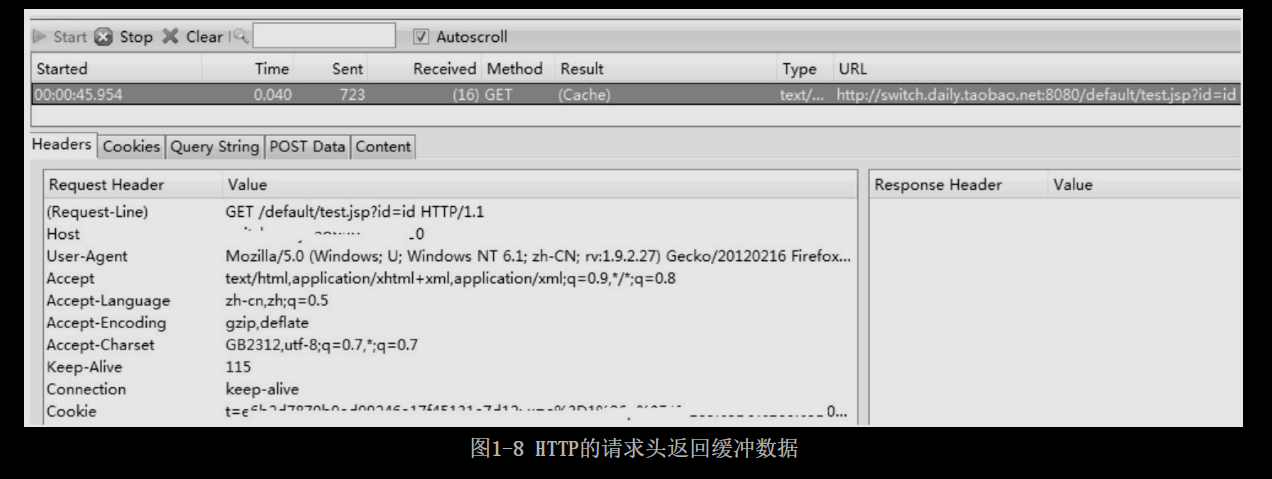 Start Stop Clear Autoscroll
Started Time Sent Received Method Result Type URL
00:00:45.954 0.040 723 (16) GET (Cache) text/... http://switch.daily.taobao.net:8080/default/test.jsp?id=id
Headers Cookies Query String POST Data Content
Request Header Value Response Header Value
(Request-Line) GET /default/test.jsp?id=id HTTP/1.1
Host
User-Agent Mozilla/5.0 (Windows; U; Windows NT 6.1; zh-CN; rv:1.9.2.27) Gecko/20120216 Firefox...
Accept text/html,application/xhtml+xml,application/xml;q=0.9,*/*;q=0.8
Accept-Language zh-cn,zh;q=0.5
Accept-Encoding gzip,deflate
Accept-Charset GB2312,utf-8;q=0.7,*;q=0.7
Keep-Alive 115
Connection keep-alive
Cookie
图1-8 HTTP的请求头返回缓冲数据